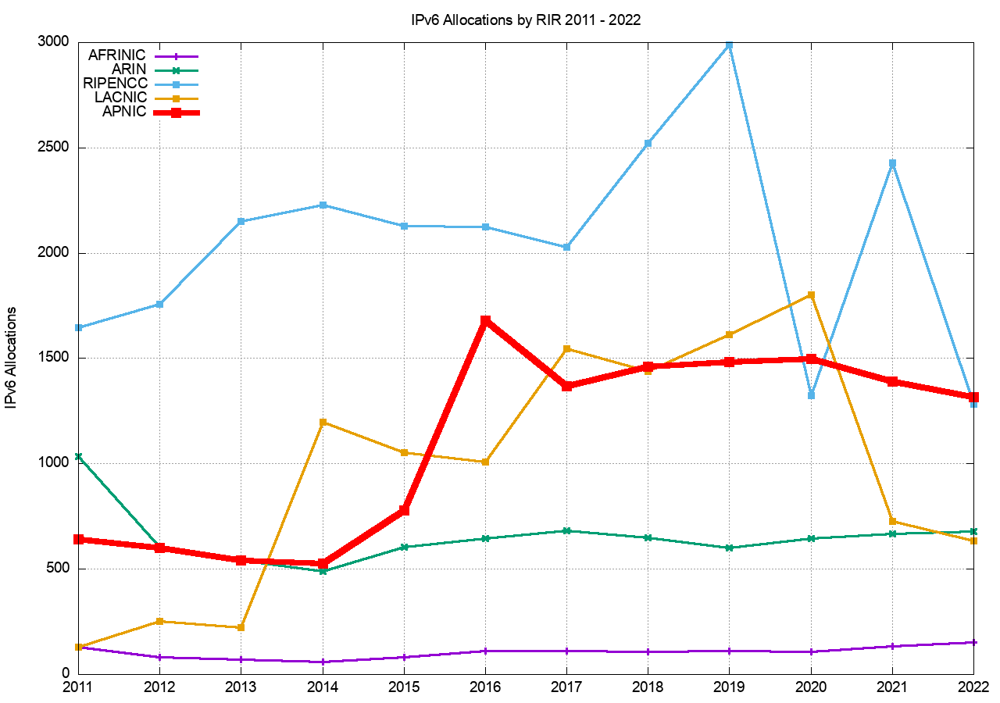 IPv6 Allocations by RIR 2011 - 2022
3000
2500
2000
1500
1000
500
0
IPv6 Allocations
AFRINIC
ARIN
RIPENCC
LACNIC
APNIC
2011 2012 2013 2014 2015 2016 2017 2018 2019 2020 2021 2022